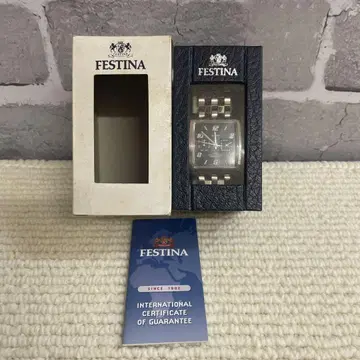 FESTINA
FESTINA
FESTINA
SINCE 1902
INTERNATIONAL
CERTIFICATE
OF GUARANTEE